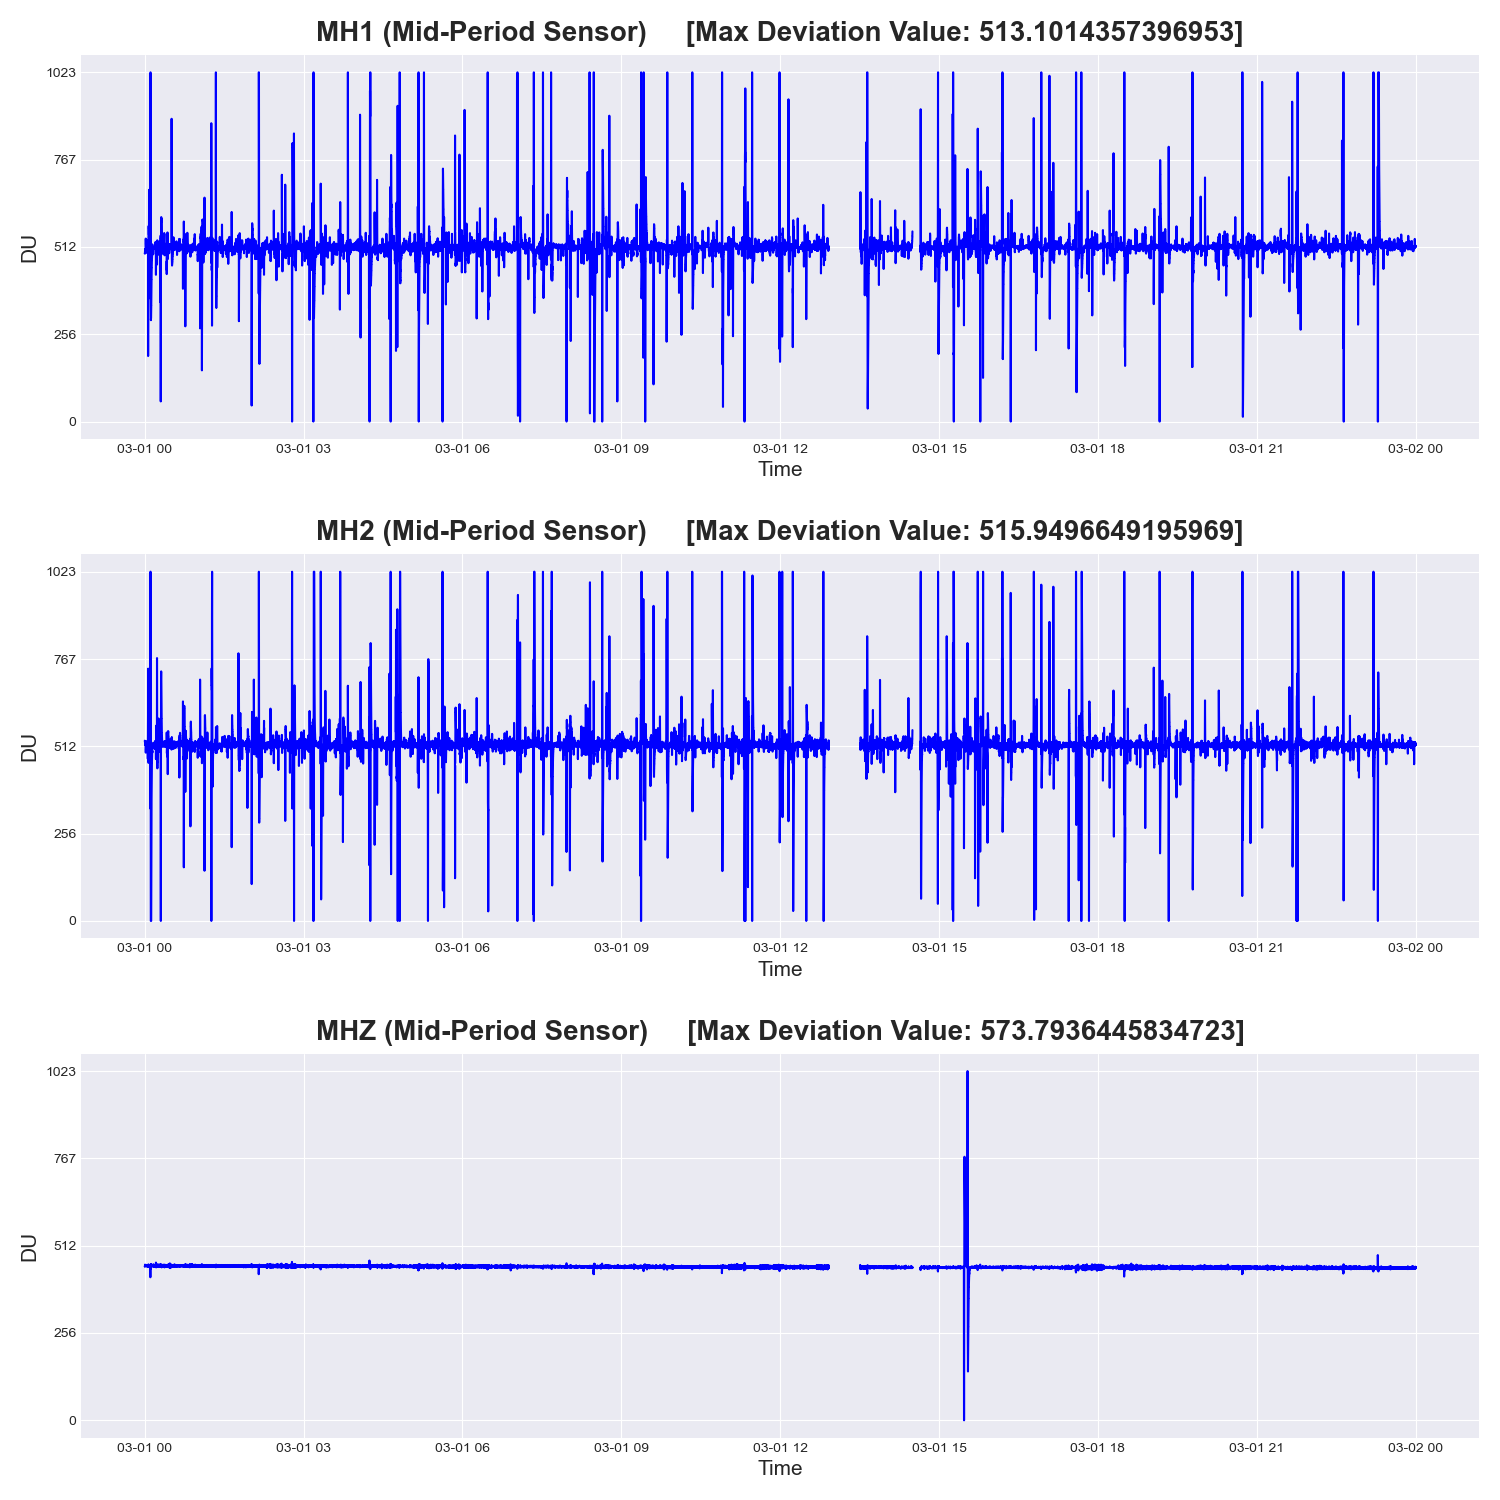 MH1 (Mid-Period Sensor) [Max Deviation Value: 513.1014357396953]
1023
767
512
256
0
DU
03-01 00 03-01 03 03-01 06 03-01 09 03-01 12 03-01 15 03-01 18 03-01 21 03-02 00
Time
MH2 (Mid-Period Sensor) [Max Deviation Value: 515.9496649195969]
1023
767
512
256
0
DU
03-01 00 03-01 03 03-01 06 03-01 09 03-01 12 03-01 15 03-01 18 03-01 21 03-02 00
Time
MHZ (Mid-Period Sensor) [Max Deviation Value: 573.7936445834723]
1023
767
512
256
0
DU
03-01 00 03-01 03 03-01 06 03-01 09 03-01 12 03-01 15 03-01 18 03-01 21 03-02 00
Time